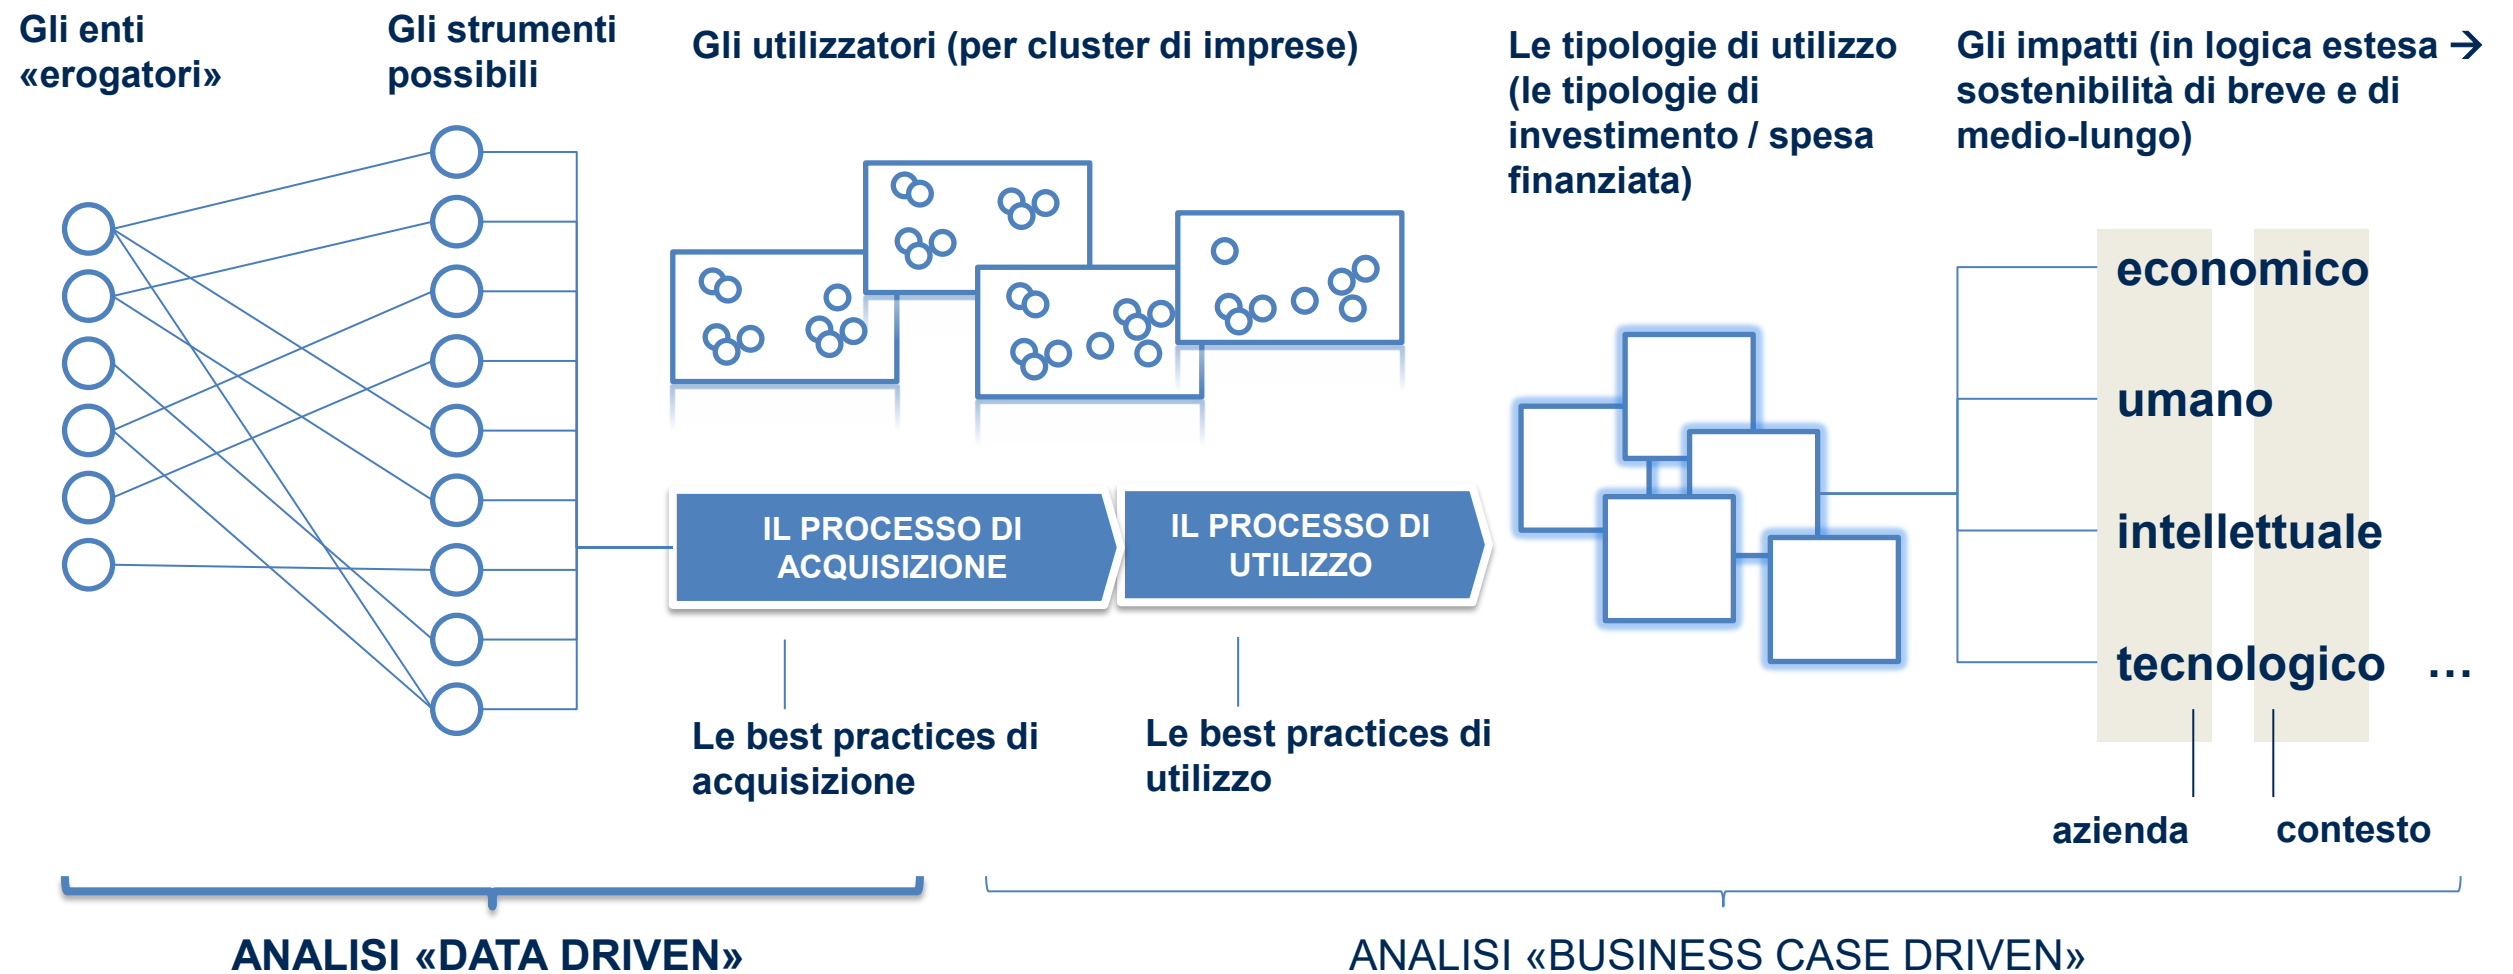 Gli enti
«erogatori»
Gli strumenti
possibili
Gli utilizzatori (per cluster di imprese)
Le tipologie di utilizzo
(le tipologie di
investimento / spesa
finanziata)
Gli impatti (in logica estesa →
sostenibilità di breve e di
medio-lungo)
economico
umano
intellettuale
tecnologico …
IL PROCESSO DI
ACQUISIZIONE
IL PROCESSO DI
UTILIZZO
Le best practices di
acquisizione
Le best practices di
utilizzo
azienda
contesto
ANALISI «DATA DRIVEN»
ANALISI «BUSINESS CASE DRIVEN»